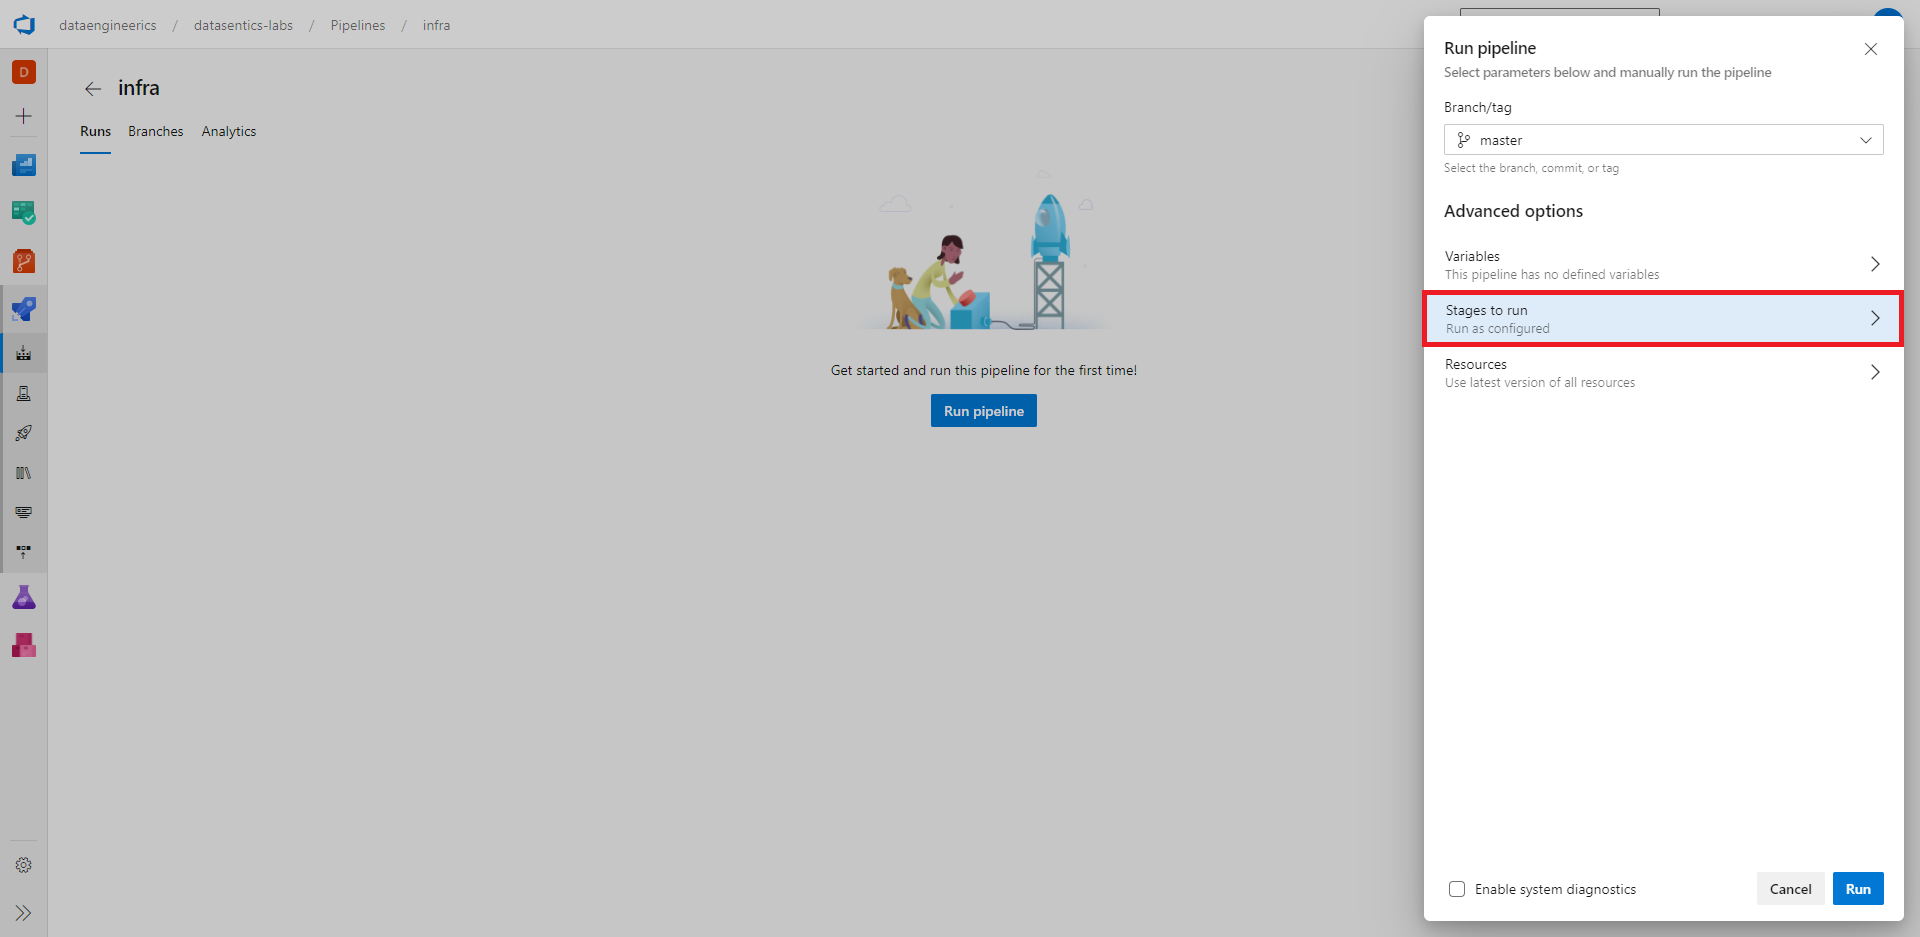 dataengineerics / datasentics-labs / Pipelines / infra
D
infra
Runs Branches Analytics
Get started and run this pipeline for the first time!
Run pipeline
Run pipeline
Select parameters below and manually run the pipeline
Branch/tag
master
Select the branch, commit, or tag
Advanced options
Variables
This pipeline has no defined variables
Stages to run
Run as configured
Resources
Use latest version of all resources
Enable system diagnostics
Cancel
Run